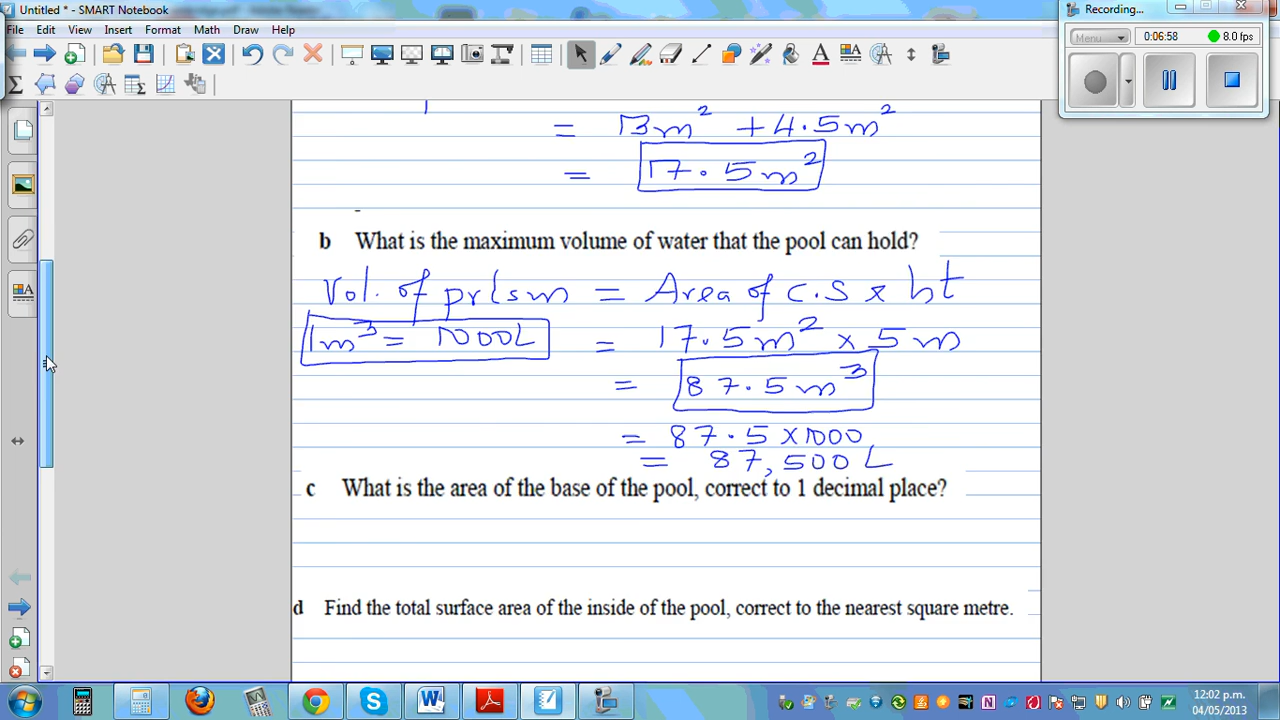 Untitled * - SMART Notebook
File Edit View Insert Format Math Draw Help
Recording...
Menu 0:06:58 8.0 fps
= 13m² + 4.5m²
= 17.5m²
b What is the maximum volume of water that the pool can hold?
Vol. of prism = Area of C.S x ht
1m³ = 1000L = 17.5m² x 5m
= 87.5m³
= 87.5 x 1000
= 87,500 L
c What is the area of the base of the pool, correct to 1 decimal place?
d Find the total surface area of the inside of the pool, correct to the nearest square metre.
12:02 p.m.
04/05/2013